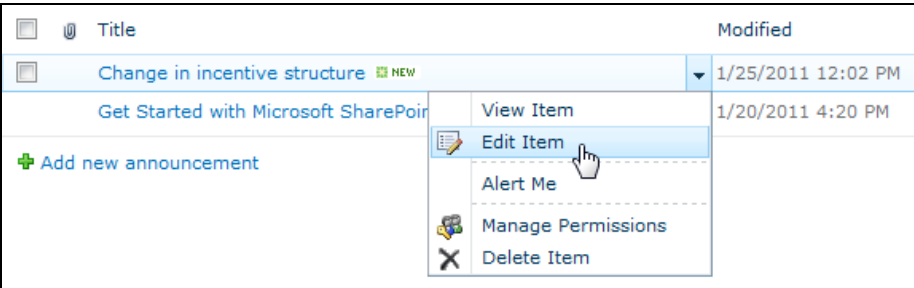 Title Modified
Change in incentive structure NEW 1/25/2011 12:02 PM
Get Started with Microsoft SharePoi 1/20/2011 4:20 PM
Add new announcement
View Item
Edit Item
Alert Me
Manage Permissions
Delete Item